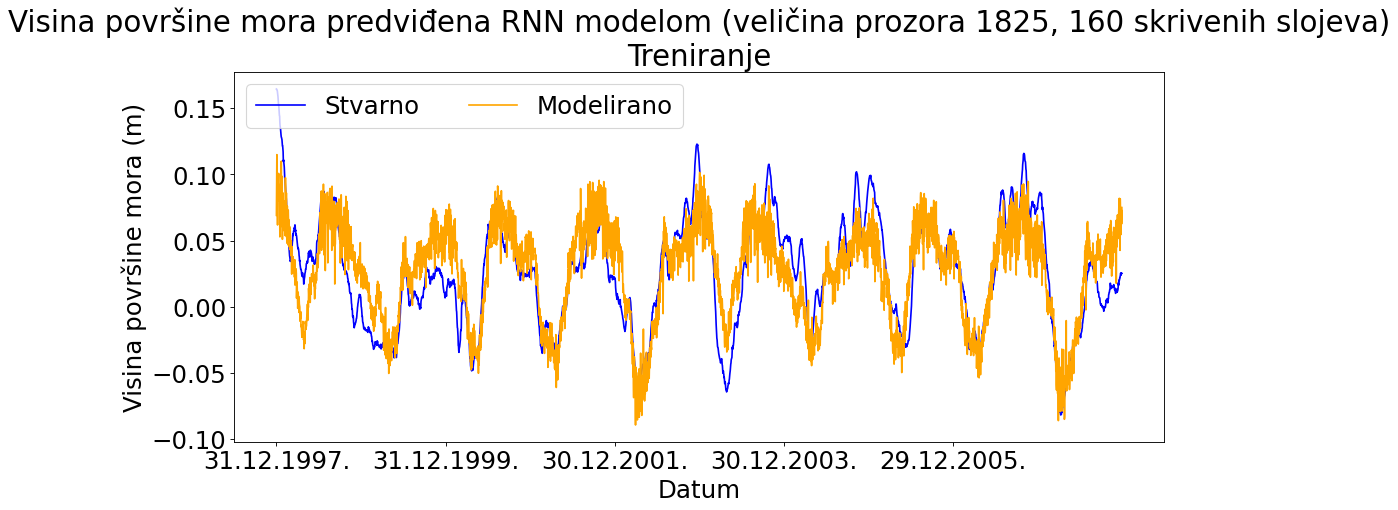 Visina površine mora predviđena RNN modelom (veličina prozora 1825, 160 skrivenih slojeva)
Treniranje
Stvarno
Modelirano
Visina površine mora (m)
0.15
0.10
0.05
0.00
−0.05
−0.10
31.12.1997.
31.12.1999.
30.12.2001.
30.12.2003.
29.12.2005.
Datum